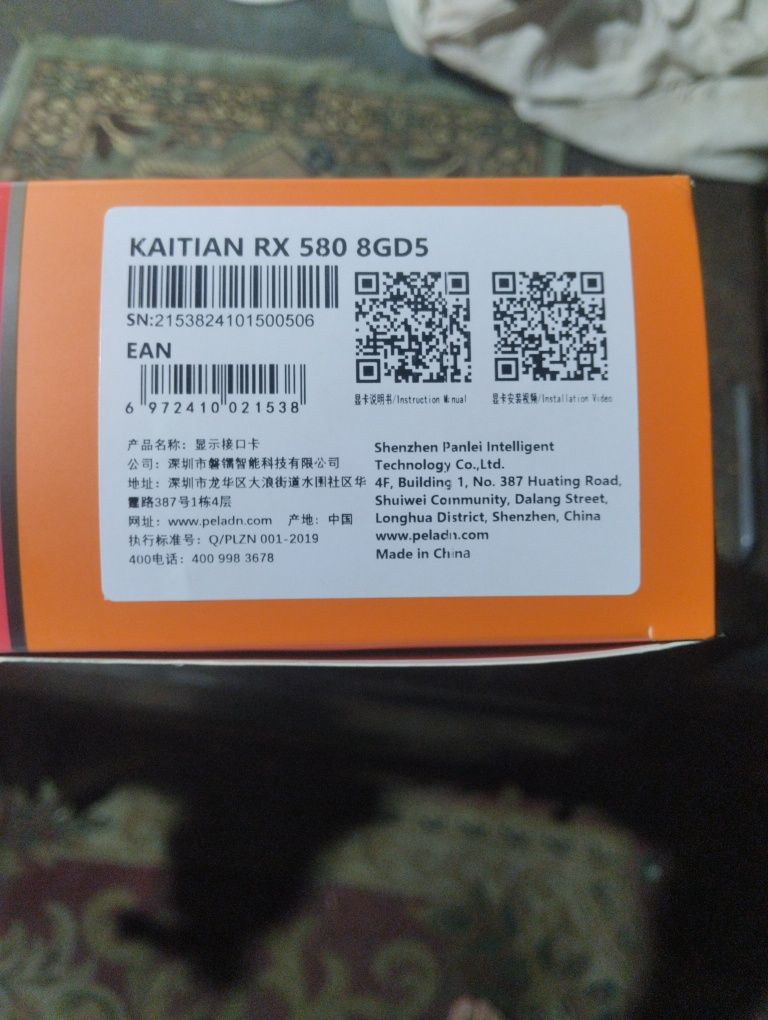 KAITIAN RX 580 8GD5
SN:2153824101500506
EAN
6 972410 021538
显卡说明书/Instruction Manual
显卡安装视频/Installation Video
产品名称：显示接口卡
公司：深圳市磐镭智能科技有限公司
地址：深圳市龙华区大浪街道水围社区华
霆路387号1栋4层
网址：www.peladn.com 产地：中国
执行标准号：Q/PLZN 001-2019
400电话：400 998 3678
Shenzhen Panlei Intelligent
Technology Co.,Ltd.
4F, Building 1, No. 387 Huating Road,
Shuiwei Community, Dalang Street,
Longhua District, Shenzhen, China
www.peladn.com
Made in China